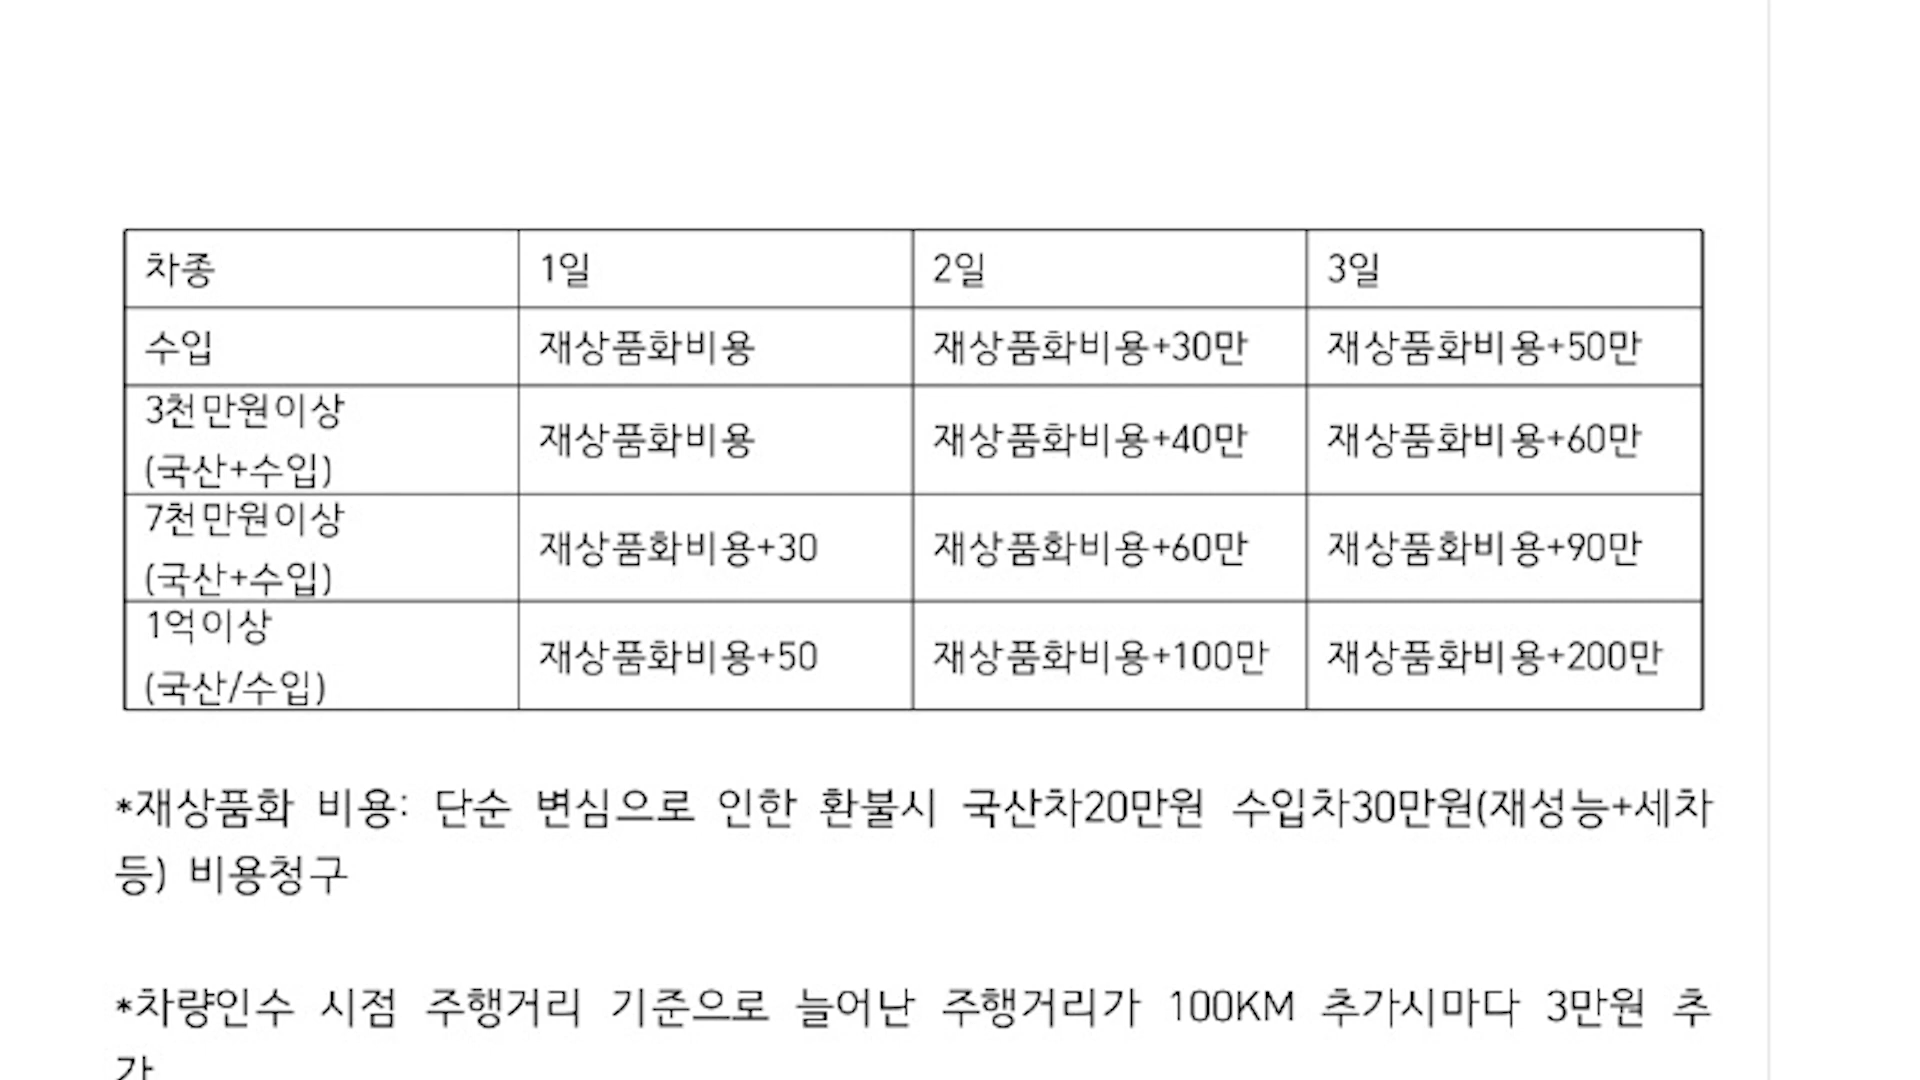 차종 1일 2일 3일
수입 재상품화비용 재상품화비용+30만 재상품화비용+50만
3천만원이상
(국산+수입) 재상품화비용 재상품화비용+40만 재상품화비용+60만
7천만원이상
(국산+수입) 재상품화비용+30 재상품화비용+60만 재상품화비용+90만
1억이상
(국산/수입) 재상품화비용+50 재상품화비용+100만 재상품화비용+200만
*재상품화 비용: 단순 변심으로 인한 환불시 국산차20만원 수입차30만원(재성능+세차
등) 비용청구
*차량인수 시점 주행거리 기준으로 늘어난 주행거리가 100KM 추가시마다 3만원 추
가